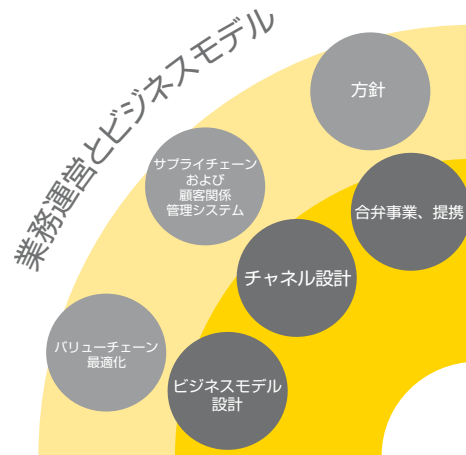 業務運営とビジネスモデル
方針
サプライチェーン
および
顧客関係
管理システム
合弁事業、提携
チャネル設計
バリューチェーン
最適化
ビジネスモデル
設計